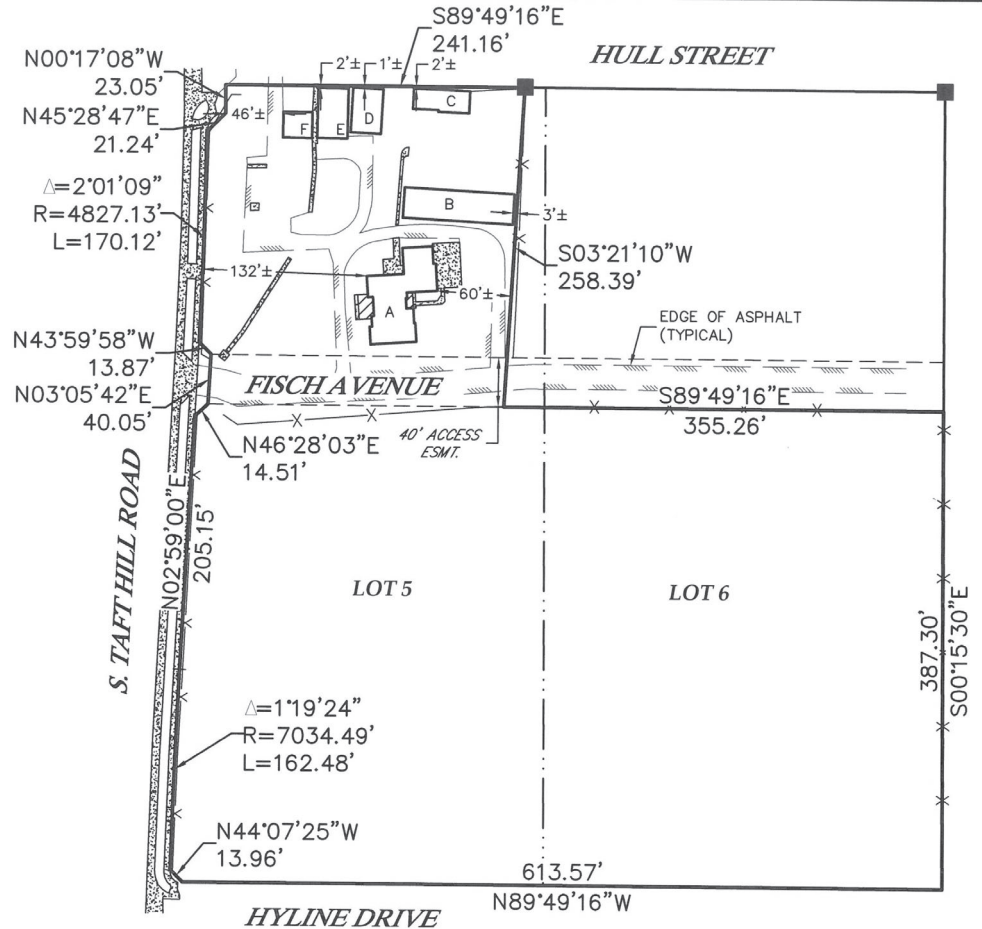 S89°49'16"E
241.16'
HULL STREET
N00°17'08"W
23.05'
N45°28'47"E
21.24'
2'±
1'±
2'±
46'±
F
E
D
C
Δ=2°01'09"
R=4827.13'
L=170.12'
B
3'±
S03°21'10"W
258.39'
132'±
60'±
A
EDGE OF ASPHALT
(TYPICAL)
N43°59'58"W
13.87'
N03°05'42"E
40.05'
FISCH AVENUE
S89°49'16"E
355.26'
N46°28'03"E
14.51'
40' ACCESS
ESMT.
S. TAFT HILL ROAD
N02°59'00"E
205.15'
LOT 5
LOT 6
387.30'
S00°15'30"E
Δ=1°19'24"
R=7034.49'
L=162.48'
N44°07'25"W
13.96'
613.57'
N89°49'16"W
HYLINE DRIVE